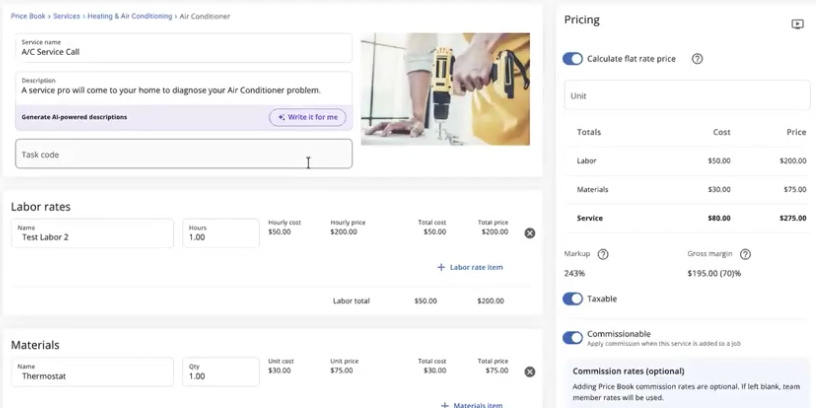 Price Book › Services › Heating & Air Conditioning › Air Conditioner
Service name
A/C Service Call
Description
A service pro will come to your home to diagnose your Air Conditioner problem.
Generate AI-powered descriptions
Write it for me
Task code
Labor rates
Name
Test Labor 2
Hours
1.00
Hourly cost
$50.00
Hourly price
$200.00
Total cost
$50.00
Total price
$200.00
+ Labor rate item
Labor total $50.00 $200.00
Materials
Name
Thermostat
Qty
1.00
Unit cost
$30.00
Unit price
$75.00
Total cost
$30.00
Total price
$75.00
+ Materials item
Pricing
Calculate flat rate price
Unit
Totals Cost Price
Labor $50.00 $200.00
Materials $30.00 $75.00
Service $80.00 $275.00
Markup
243%
Gross margin
$195.00 (70)%
Taxable
Commissionable
Apply commission when this service is added to a job
Commission rates (optional)
Adding Price Book commission rates are optional. If left blank, team
member rates will be used.